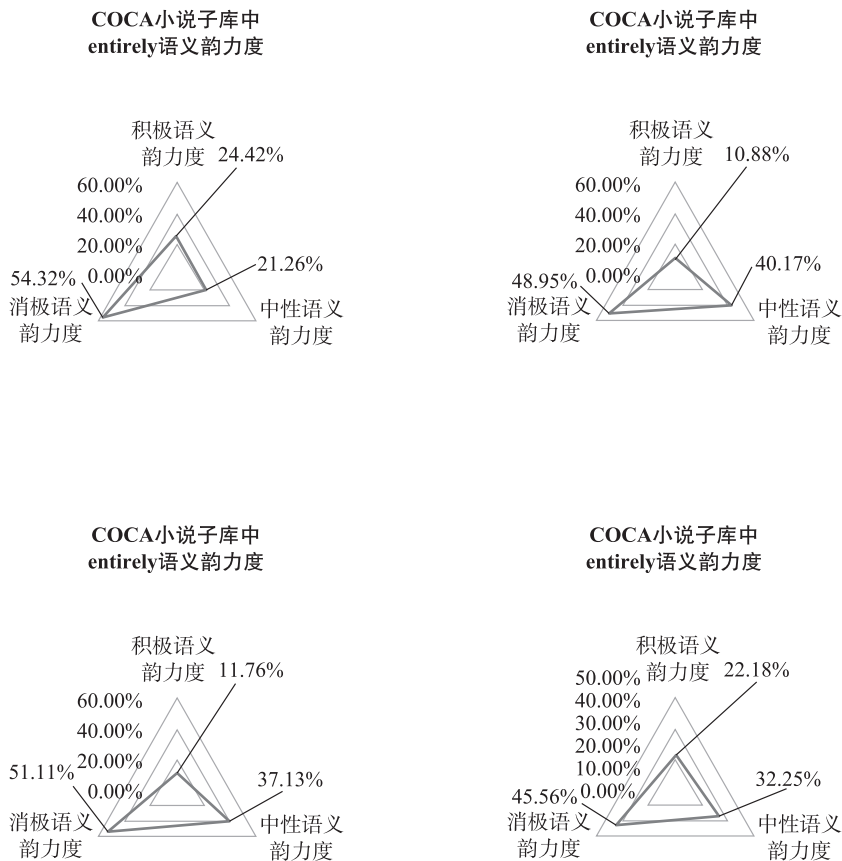 COCA小说子库中
entirely语义韵力度
积极语义
韵力度
24.42%
60.00%
40.00%
20.00%
0.00%
21.26%
54.32%
消极语义
韵力度
中性语义
韵力度
COCA小说子库中
entirely语义韵力度
积极语义
韵力度
10.88%
60.00%
40.00%
20.00%
0.00%
40.17%
48.95%
消极语义
韵力度
中性语义
韵力度
COCA小说子库中
entirely语义韵力度
积极语义
韵力度
11.76%
60.00%
40.00%
20.00%
0.00%
51.11%
37.13%
消极语义
韵力度
中性语义
韵力度
COCA小说子库中
entirely语义韵力度
积极语义
韵力度
22.18%
50.00%
40.00%
30.00%
20.00%
10.00%
0.00%
32.25%
45.56%
消极语义
韵力度
中性语义
韵力度